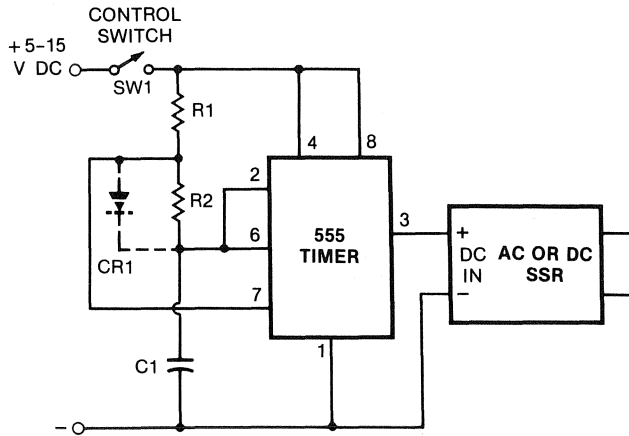 CONTROL
SWITCH
+ 5–15
V DC
SW1
R1
4
8
2
R2
555
TIMER
3
+
DC
IN
–
AC OR DC
SSR
6
CR1
7
1
C1
–